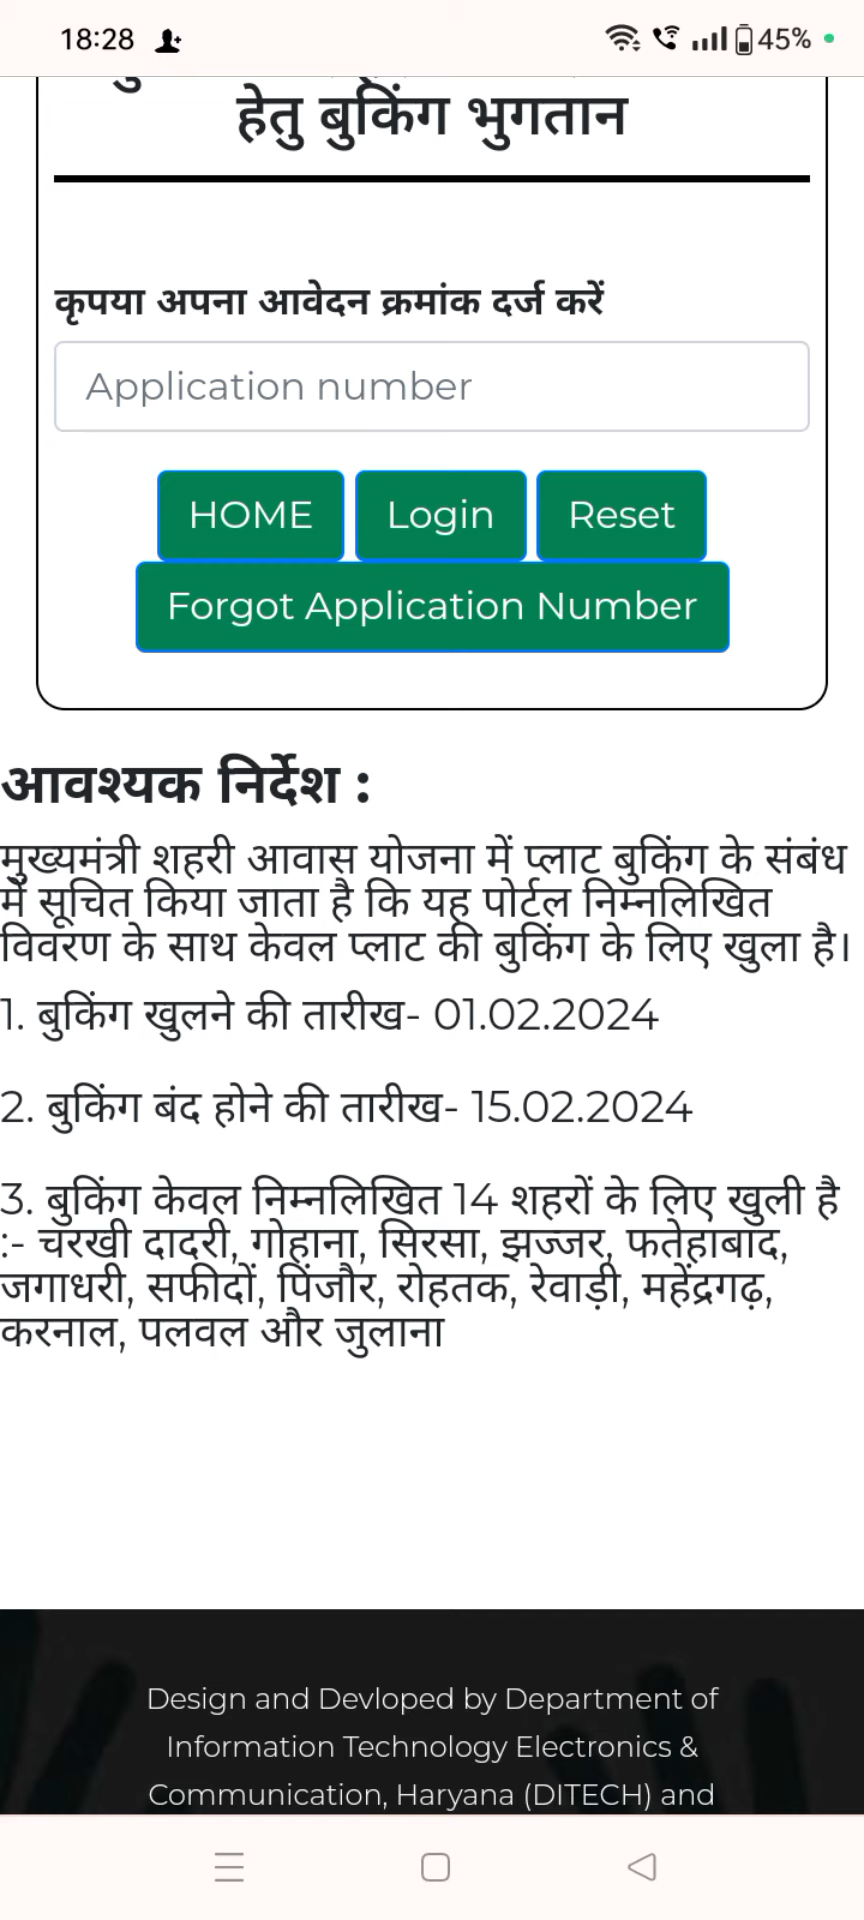 18:28
45%
हेतु बुकिंग भुगतान
कृपया अपना आवेदन क्रमांक दर्ज करें
Application number
HOME Login Reset
Forgot Application Number
आवश्यक निर्देश :
मुख्यमंत्री शहरी आवास योजना में प्लाट बुकिंग के संबंध
में सूचित किया जाता है कि यह पोर्टल निम्नलिखित
विवरण के साथ केवल प्लाट की बुकिंग के लिए खुला है।
1. बुकिंग खुलने की तारीख- 01.02.2024
2. बुकिंग बंद होने की तारीख- 15.02.2024
3. बुकिंग केवल निम्नलिखित 14 शहरों के लिए खुली है
:- चरखी दादरी, गोहाना, सिरसा, झज्जर, फतेहाबाद,
जगाधरी, सफीदों, पिंजौर, रोहतक, रेवाड़ी, महेंद्रगढ़,
करनाल, पलवल और जुलाना
Design and Devloped by Department of
Information Technology Electronics &
Communication, Haryana (DITECH) and